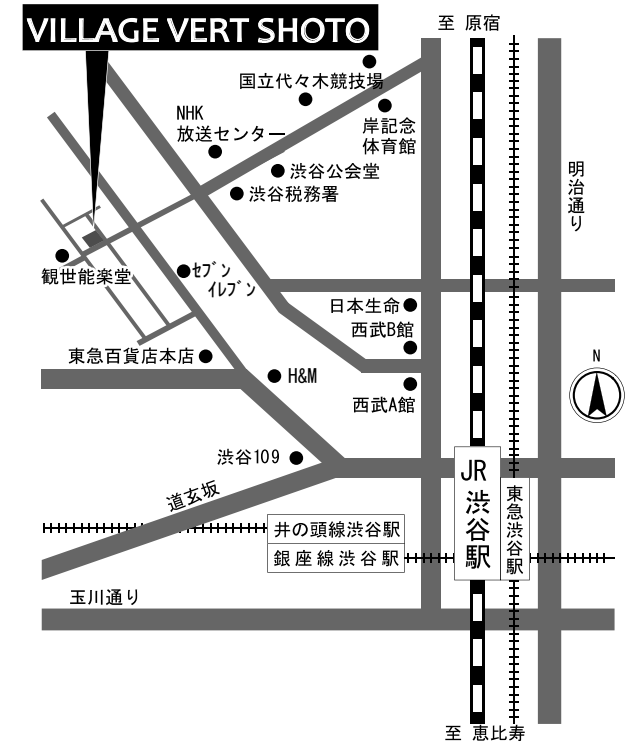 VILLAGE VERT SHOTO
至 原宿
国立代々木競技場
NHK
放送センター
岸記念
体育館
渋谷公会堂
渋谷税務署
明治通り
観世能楽堂
セブン
イレブン
日本生命
西武B館
東急百貨店本店
H&M
西武A館
N
渋谷109
道玄坂
JR
渋谷駅
東急渋谷駅
井の頭線渋谷駅
銀座線渋谷駅
玉川通り
至 恵比寿